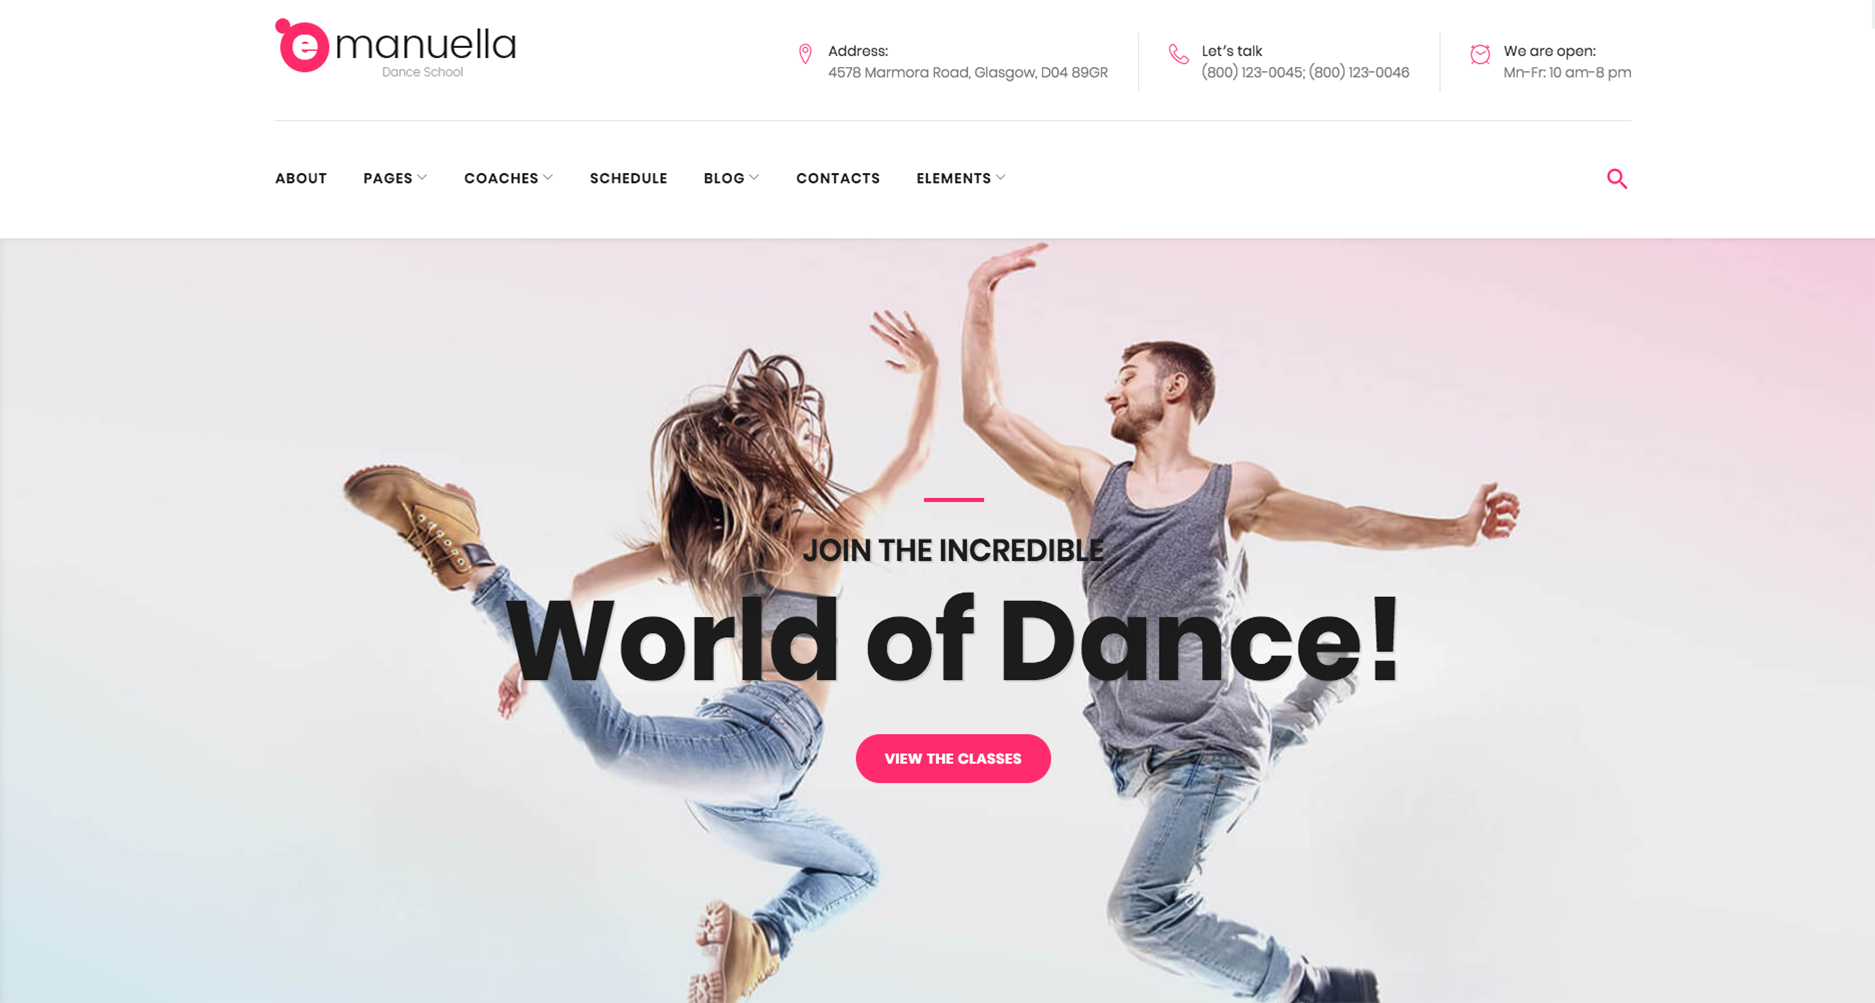 emanuella
Dance School
Address:
4578 Marmora Road, Glasgow, D04 89GR
Let's talk
(800) 123-0045; (800) 123-0046
We are open:
Mn-Fr: 10 am-8 pm
ABOUT PAGES COACHES SCHEDULE BLOG CONTACTS ELEMENTS
JOIN THE INCREDIBLE
World of Dance!
VIEW THE CLASSES